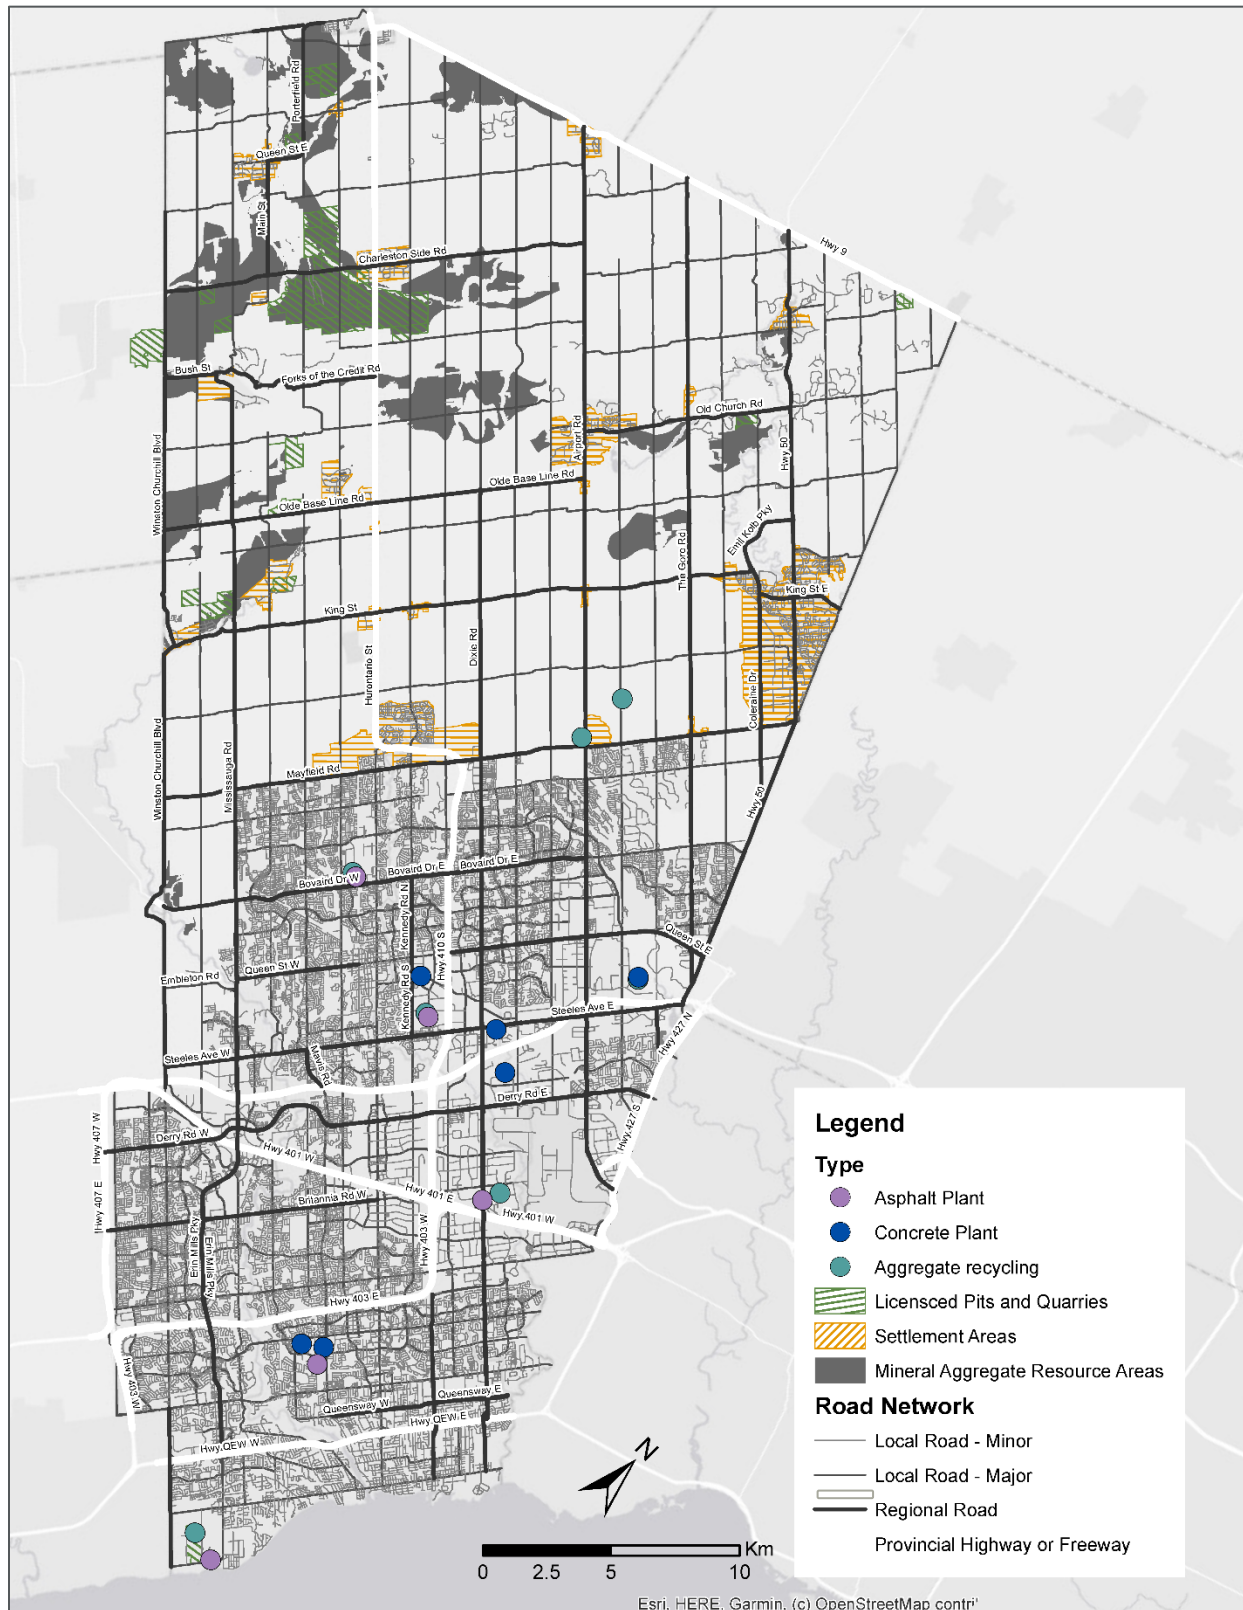 Porterfield Rd
Queen St E
Main St
Hwy 9
Charleston Side Rd
Bush St
Forks of the Credit Rd
Old Church Rd
Airport Rd
Hwy 50
Winston Churchill Blvd
Olde Base Line Rd
Olde Base Line Rd
Emil Kolb Pky
The Gore Rd
King St E
King St
Dixie Rd
Hurontario St
Coleraine Dr
Winston Churchill Blvd
Mississauga Rd
Mayfield Rd
Hwy 50
Bovaird Dr W
Bovaird Dr E
Bovaird Dr E
Kennedy Rd N
Queen St E
Hwy 410 S
Embleton Rd
Queen St W
Kennedy Rd S
Steeles Ave E
Steeles Ave W
Mavis Rd
Hwy 427 N
Derry Rd E
Hwy 407 W
Derry Rd W
Hwy 427 S
Hwy 401 W
Hwy 407 E
Britannia Rd W
Hwy 401 E
Hwy 401 W
Erin Mills Pky
Erin Mills Pky
Hwy 403 W
Hwy 403 E
Hwy 403 W
Queensway W
Queensway E
Hwy QEW W
Hwy QEW E
N
Km
0 2.5 5 10
Legend
Type
Asphalt Plant
Concrete Plant
Aggregate recycling
Licensced Pits and Quarries
Settlement Areas
Mineral Aggregate Resource Areas
Road Network
Local Road - Minor
Local Road - Major
Regional Road
Provincial Highway or Freeway
Esri, HERE, Garmin, (c) OpenStreetMap contri'